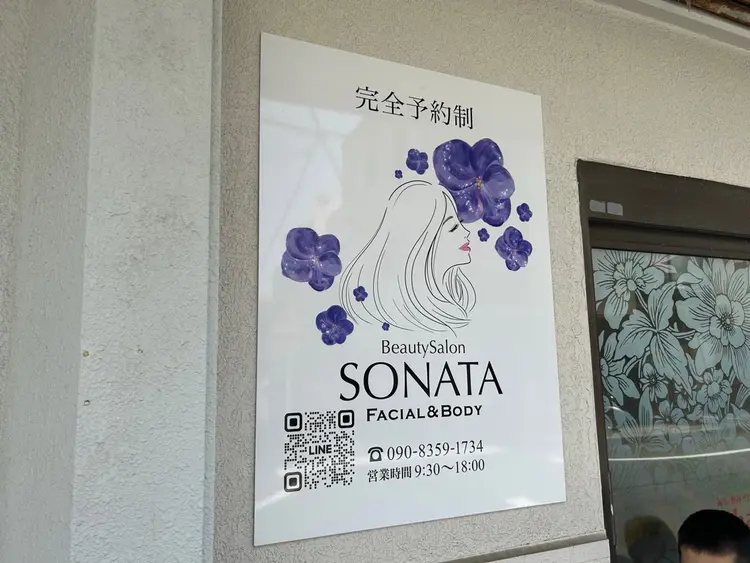 完全予約制
BeautySalon
SONATA
FACIAL&BODY
LINE
☎090-8359-1734
営業時間 9:30〜18:00